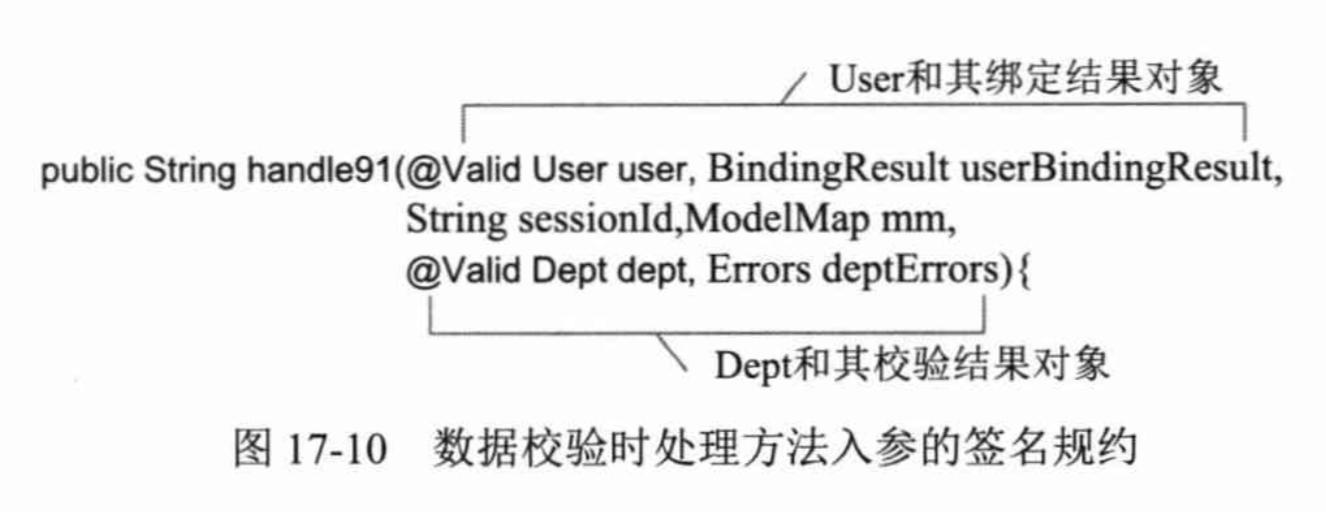 User和其绑定结果对象
public String handle91(@Valid User user, BindingResult userBindingResult,
String sessionId,ModelMap mm,
@Valid Dept dept, Errors deptErrors){
Dept和其校验结果对象
图 17-10 数据校验时处理方法入参的签名规约